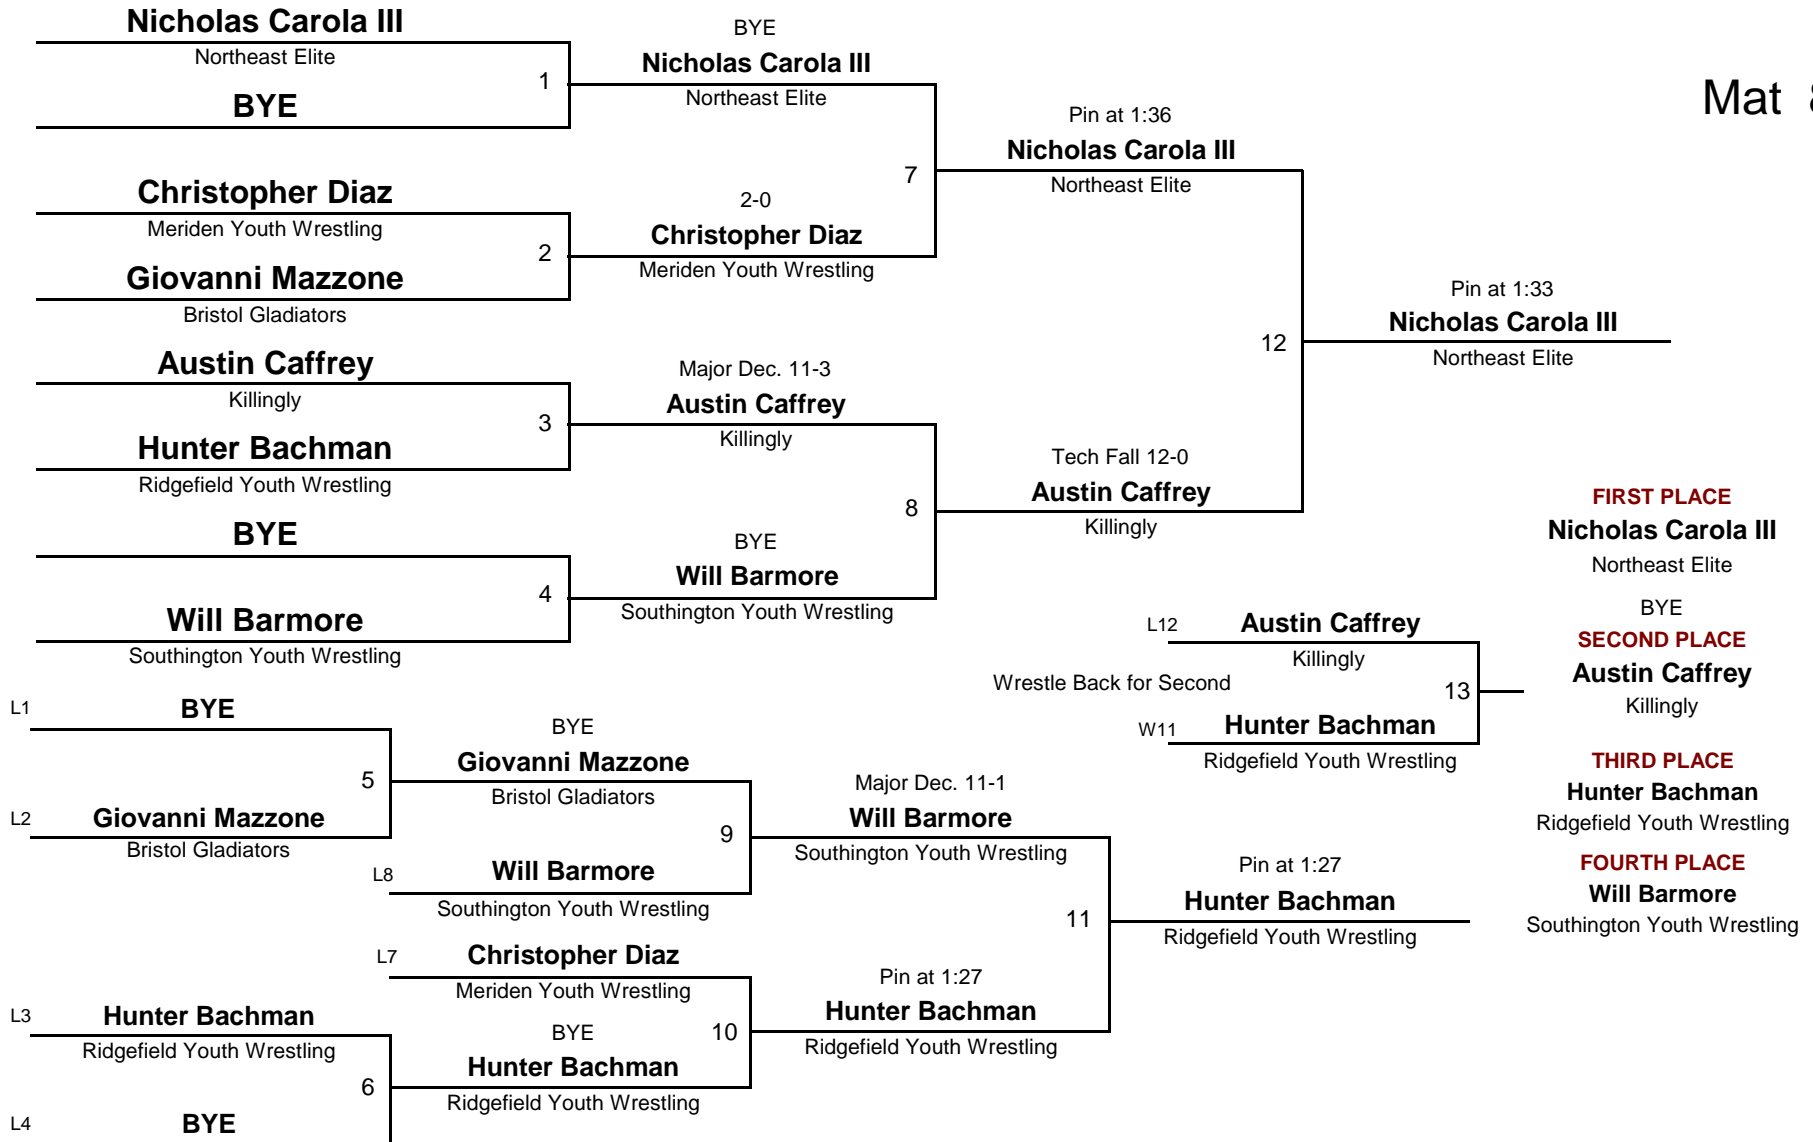 Nicholas Carola III
Northeast Elite
1
BYE
BYE
Nicholas Carola III
Northeast Elite
Mat 8
Christopher Diaz
Meriden Youth Wrestling
2
Giovanni Mazzone
Bristol Gladiators
2-0
Christopher Diaz
Meriden Youth Wrestling
7
Pin at 1:36
Nicholas Carola III
Northeast Elite
Austin Caffrey
Killingly
3
Hunter Bachman
Ridgefield Youth Wrestling
Major Dec. 11-3
Austin Caffrey
Killingly
BYE
4
Will Barmore
Southington Youth Wrestling
BYE
Will Barmore
Southington Youth Wrestling
8
Tech Fall 12-0
Austin Caffrey
Killingly
12
Pin at 1:33
Nicholas Carola III
Northeast Elite
FIRST PLACE
Nicholas Carola III
Northeast Elite
BYE
SECOND PLACE
Austin Caffrey
Killingly
THIRD PLACE
Hunter Bachman
Ridgefield Youth Wrestling
FOURTH PLACE
Will Barmore
Southington Youth Wrestling
L12
Austin Caffrey
Killingly
Wrestle Back for Second
13
W11
Hunter Bachman
Ridgefield Youth Wrestling
L1
BYE
5
L2
Giovanni Mazzone
Bristol Gladiators
BYE
Giovanni Mazzone
Bristol Gladiators
9
L8
Will Barmore
Southington Youth Wrestling
Major Dec. 11-1
Will Barmore
Southington Youth Wrestling
L7
Christopher Diaz
Meriden Youth Wrestling
L3
Hunter Bachman
Ridgefield Youth Wrestling
6
L4
BYE
BYE
10
Hunter Bachman
Ridgefield Youth Wrestling
Pin at 1:27
Hunter Bachman
Ridgefield Youth Wrestling
11
Pin at 1:27
Hunter Bachman
Ridgefield Youth Wrestling